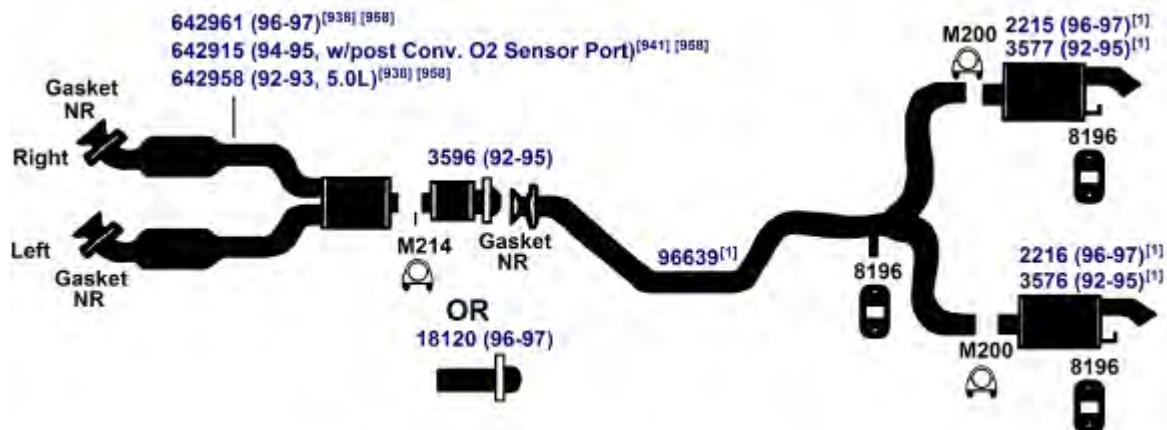 642961 (96-97)[938] [958]
642915 (94-95, w/post Conv. O2 Sensor Port)[941] [958]
642958 (92-93, 5.0L)[938] [958]
Gasket
NR
Right
Left
Gasket
NR
3596 (92-95)
M214
Gasket
NR
OR
18120 (96-97)
96639[1]
8196
M200
2215 (96-97)[1]
3577 (92-95)[1]
8196
2216 (96-97)[1]
3576 (92-95)[1]
M200
8196